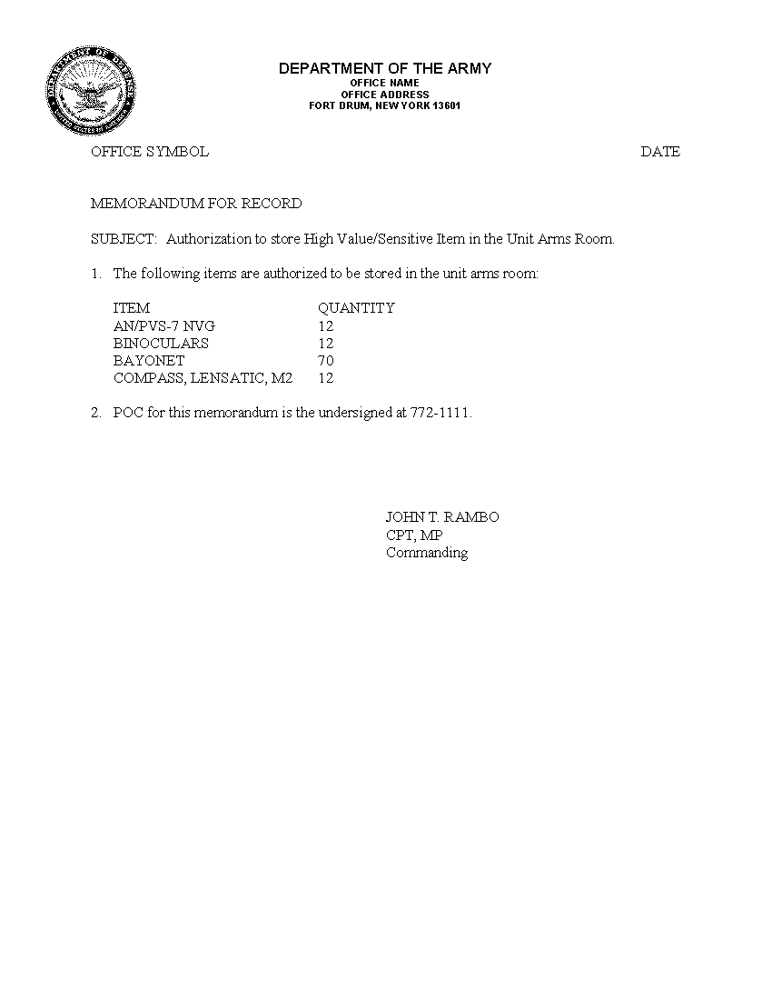 DEPARTMENT OF DEFENSE
UNITED STATES OF AMERICA
DEPARTMENT OF THE ARMY
OFFICE NAME
OFFICE ADDRESS
FORT DRUM, NEW YORK 13601
OFFICE SYMBOL DATE
MEMORANDUM FOR RECORD
SUBJECT: Authorization to store High Value/Sensitive Item in the Unit Arms Room.
1. The following items are authorized to be stored in the unit arms room:
ITEM QUANTITY
AN/PVS-7 NVG 12
BINOCULARS 12
BAYONET 70
COMPASS, LENSATIC, M2 12
2. POC for this memorandum is the undersigned at 772-1111.
JOHN T. RAMBO
CPT, MP
Commanding